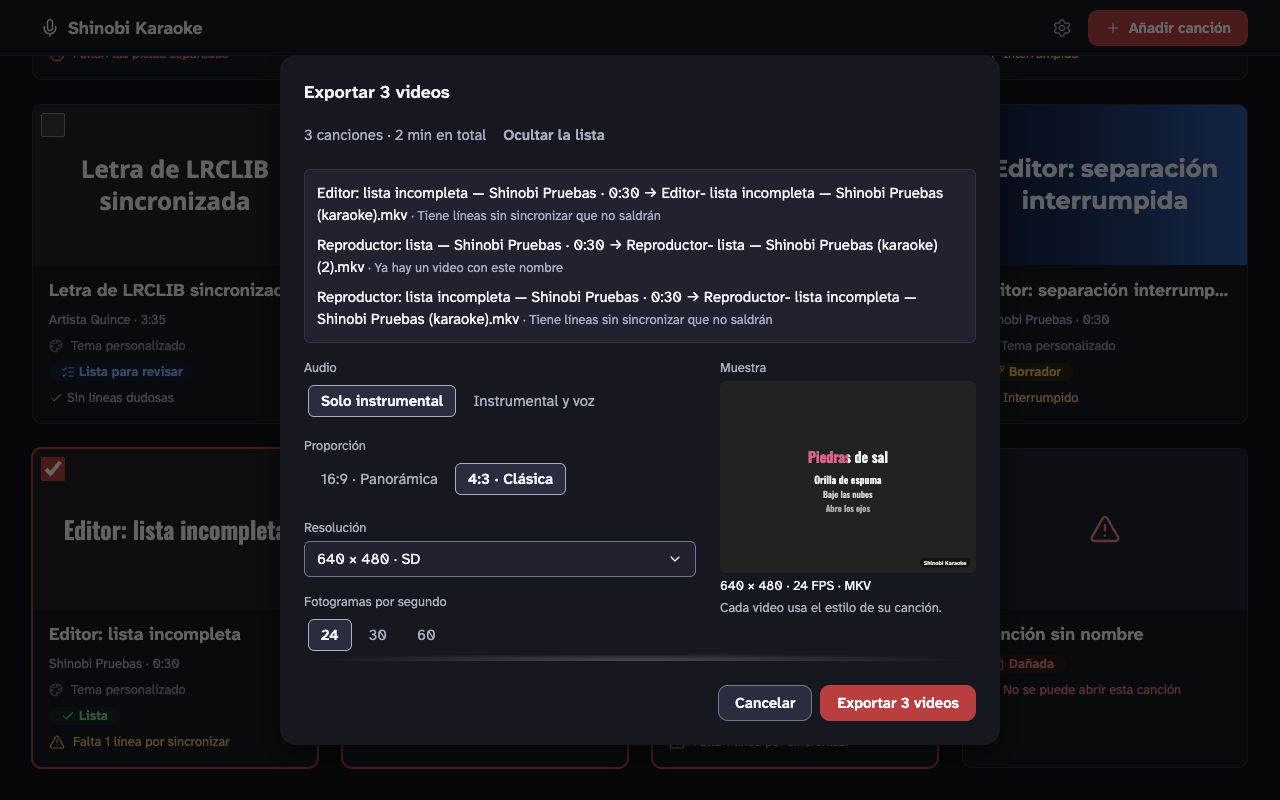 Shinobi Karaoke
Añadir canción
Interrumpido
Letra de LRCLIB
sincronizada
Letra de LRCLIB
Artista Quince · 3:35
Tema personalizado
Lista para revisar
Sin líneas dudosas
Editor: lista incompleta
Editor: lista incompleta
Shinobi Pruebas · 0:30
Tema personalizado
Lista
Falta 1 línea por sincronizar
Exportar 3 videos
3 canciones · 2 min en total Ocultar la lista
Editor: lista incompleta — Shinobi Pruebas · 0:30 → Editor- lista incompleta — Shinobi Pruebas
(karaoke).mkv · Tiene líneas sin sincronizar que no saldrán
Reproductor: lista — Shinobi Pruebas · 0:30 → Reproductor- lista — Shinobi Pruebas (karaoke)
(2).mkv · Ya hay un video con este nombre
Reproductor: lista incompleta — Shinobi Pruebas · 0:30 → Reproductor- lista incompleta —
Shinobi Pruebas (karaoke).mkv · Tiene líneas sin sincronizar que no saldrán
Audio
Solo instrumental Instrumental y voz
Proporción
16:9 · Panorámica 4:3 · Clásica
Resolución
640 × 480 · SD
Fotogramas por segundo
24 30 60
Muestra
Piedras de sal
Orilla de espuma
Bajo las nubes
Abre los ojos
Shinobi Karaoke
640 × 480 · 24 FPS · MKV
Cada video usa el estilo de su canción.
Cancelar
Exportar 3 videos
Editor: separación
interrumpida
itor: separación interrump...
Pruebas · 0:30
Tema personalizado
Borrador
Interrumpido
nción sin nombre
Dañada
No se puede abrir esta canción